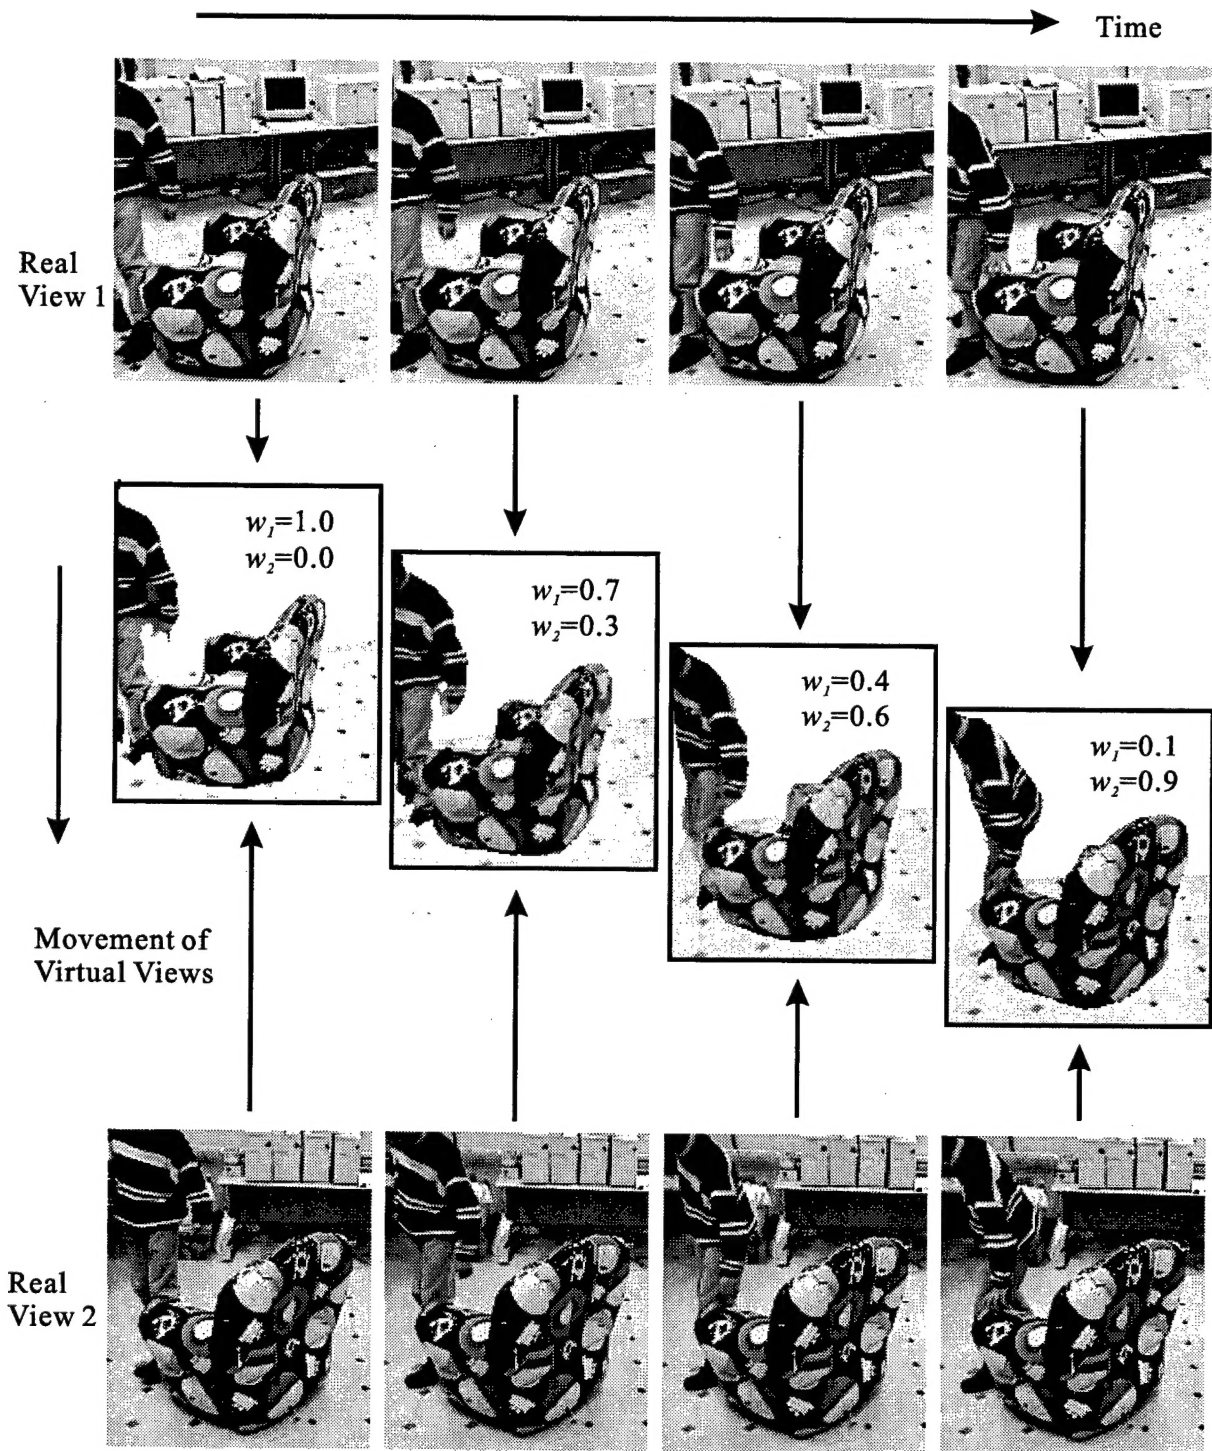 Time
Real
View 1
w₁=1.0
w₂=0.0
w₁=0.7
w₂=0.3
w₁=0.4
w₂=0.6
w₁=0.1
w₂=0.9
Movement of
Virtual Views
Real
View 2